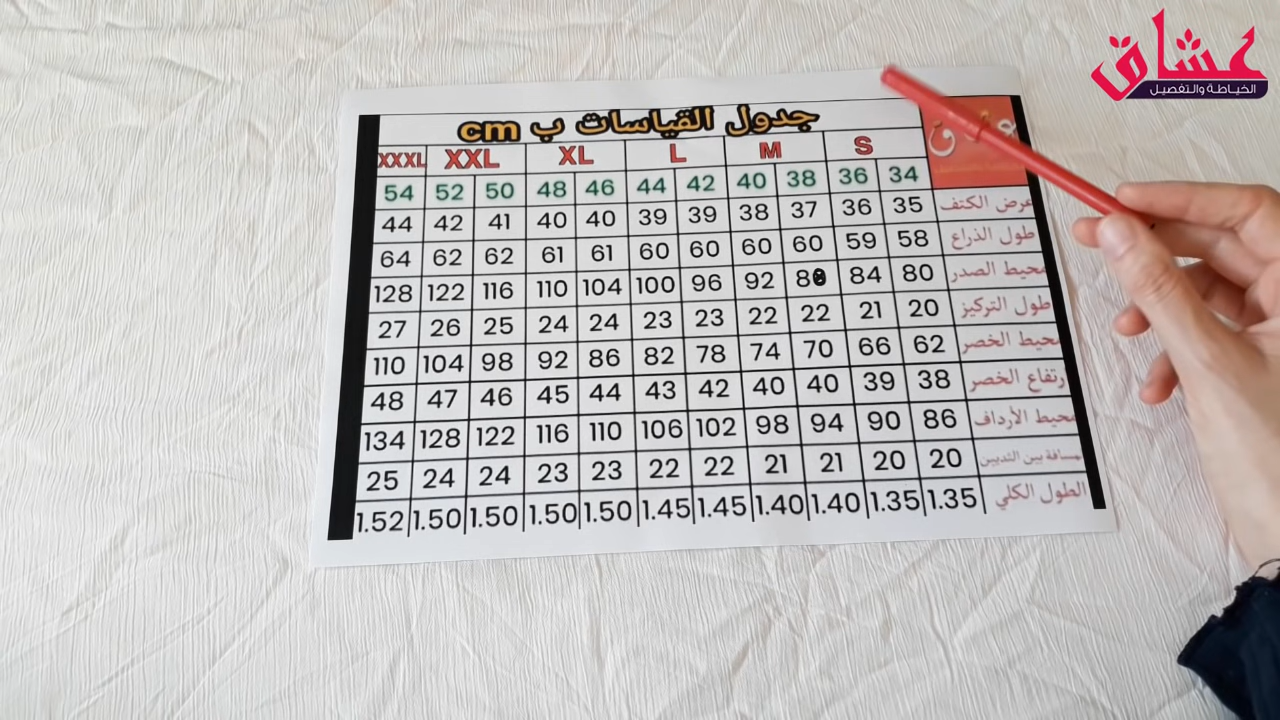 عشاق
الخياطة والتفصيل
جدول القياسات ب cm
S M L XL XXL XXXL
34 36 38 40 42 44 46 48 50 52 54
عرض الكتف 35 36 37 38 39 39 40 40 41 42 44
طول الذراع 58 59 60 60 60 60 61 61 62 62 64
محيط الصدر 80 84 88 92 96 100 104 110 116 122 128
طول التركيز 20 21 22 22 23 23 24 24 25 26 27
محيط الخصر 62 66 70 74 78 82 86 92 98 104 110
رتفاع الخصر 38 39 40 40 42 43 44 45 46 47 48
محيط الأرداف 86 90 94 98 102 106 110 116 122 128 134
مسافة بين الثديين 20 20 21 21 22 22 23 23 24 24 25
الطول الكلي 1.35 1.35 1.40 1.40 1.45 1.45 1.50 1.50 1.50 1.50 1.52